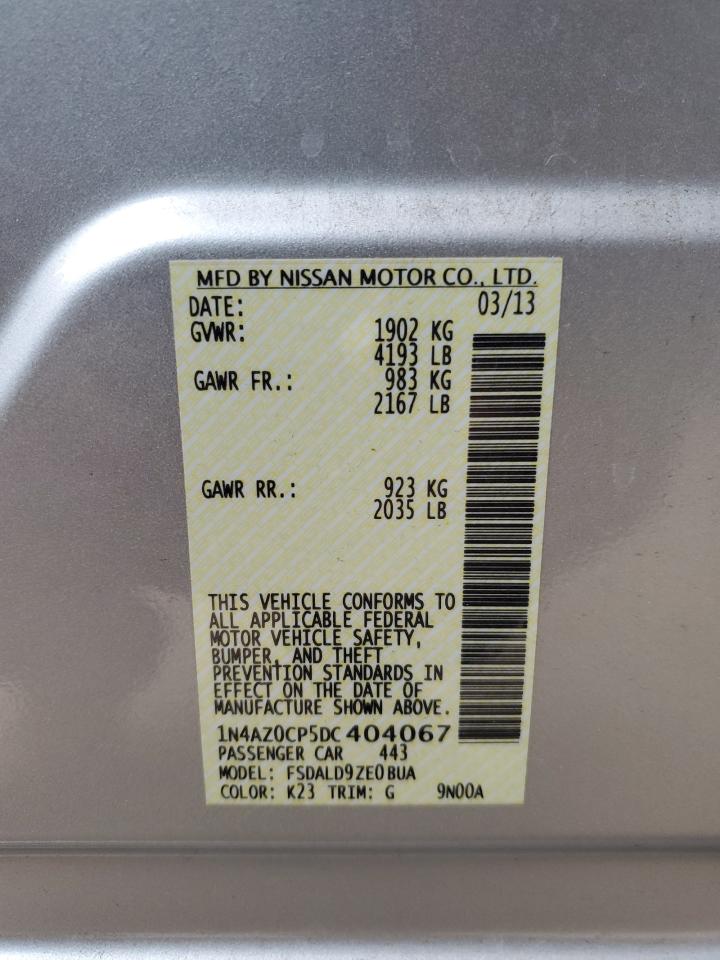 MFD BY NISSAN MOTOR CO., LTD.
DATE: 03/13
GVWR: 1902 KG
4193 LB
GAWR FR.: 983 KG
2167 LB
GAWR RR.: 923 KG
2035 LB
THIS VEHICLE CONFORMS TO
ALL APPLICABLE FEDERAL
MOTOR VEHICLE SAFETY,
BUMPER, AND THEFT
PREVENTION STANDARDS IN
EFFECT ON THE DATE OF
MANUFACTURE SHOWN ABOVE.
1N4AZ0CP5DC404067
PASSENGER CAR 443
MODEL: FSDALD9ZE0BUA
COLOR: K23 TRIM: G 9N00A